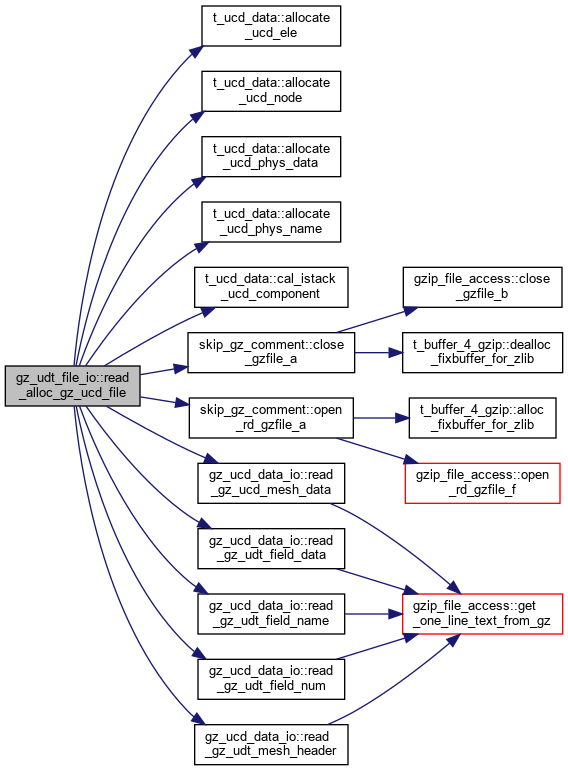 t_ucd_data::allocate
_ucd_ele
t_ucd_data::allocate
_ucd_node
t_ucd_data::allocate
_ucd_phys_data
t_ucd_data::allocate
_ucd_phys_name
t_ucd_data::cal_istack
_ucd_component
gzip_file_access::close
_gzfile_b
skip_gz_comment::close
_gzfile_a
t_buffer_4_gzip::dealloc
_fixbuffer_for_zlib
gz_udt_file_io::read
_alloc_gz_ucd_file
skip_gz_comment::open
_rd_gzfile_a
t_buffer_4_gzip::alloc
_fixbuffer_for_zlib
gz_ucd_data_io::read
_gz_ucd_mesh_data
gzip_file_access::open
_rd_gzfile_f
gz_ucd_data_io::read
_gz_udt_field_data
gz_ucd_data_io::read
_gz_udt_field_name
gzip_file_access::get
_one_line_text_from_gz
gz_ucd_data_io::read
_gz_udt_field_num
gz_ucd_data_io::read
_gz_udt_mesh_header